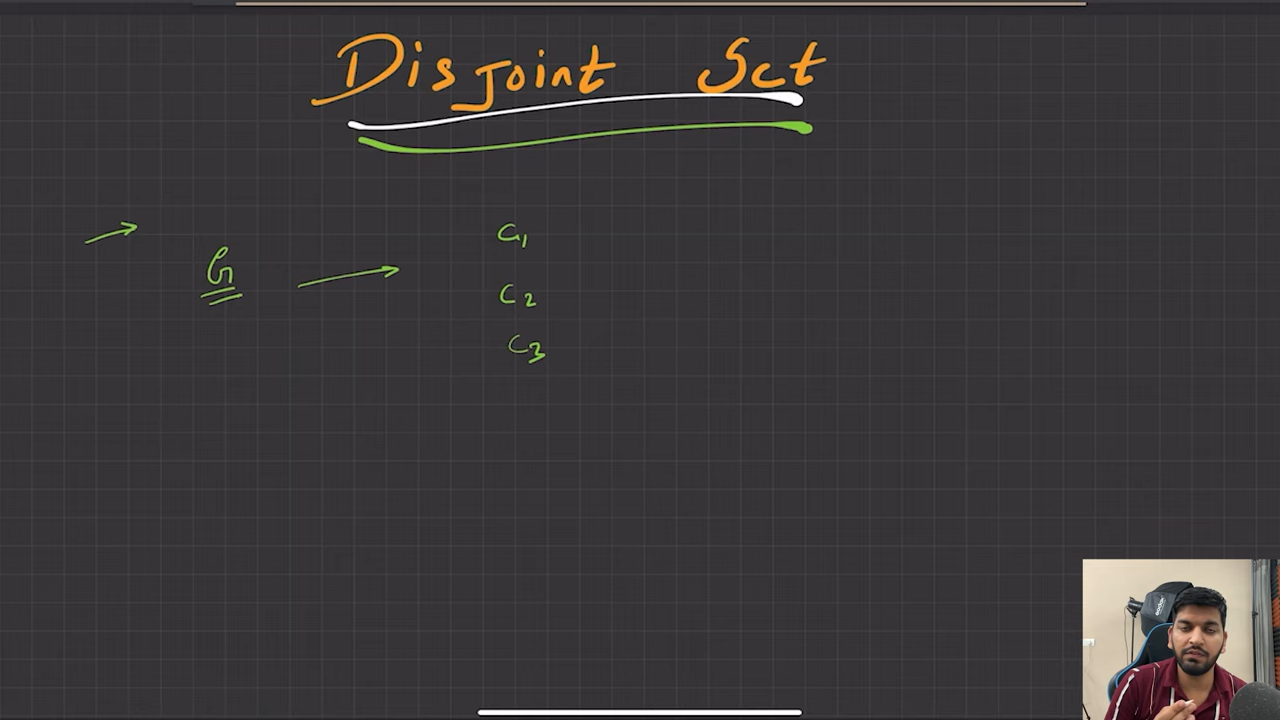 Disjoint Set
G → C1
C2
C3